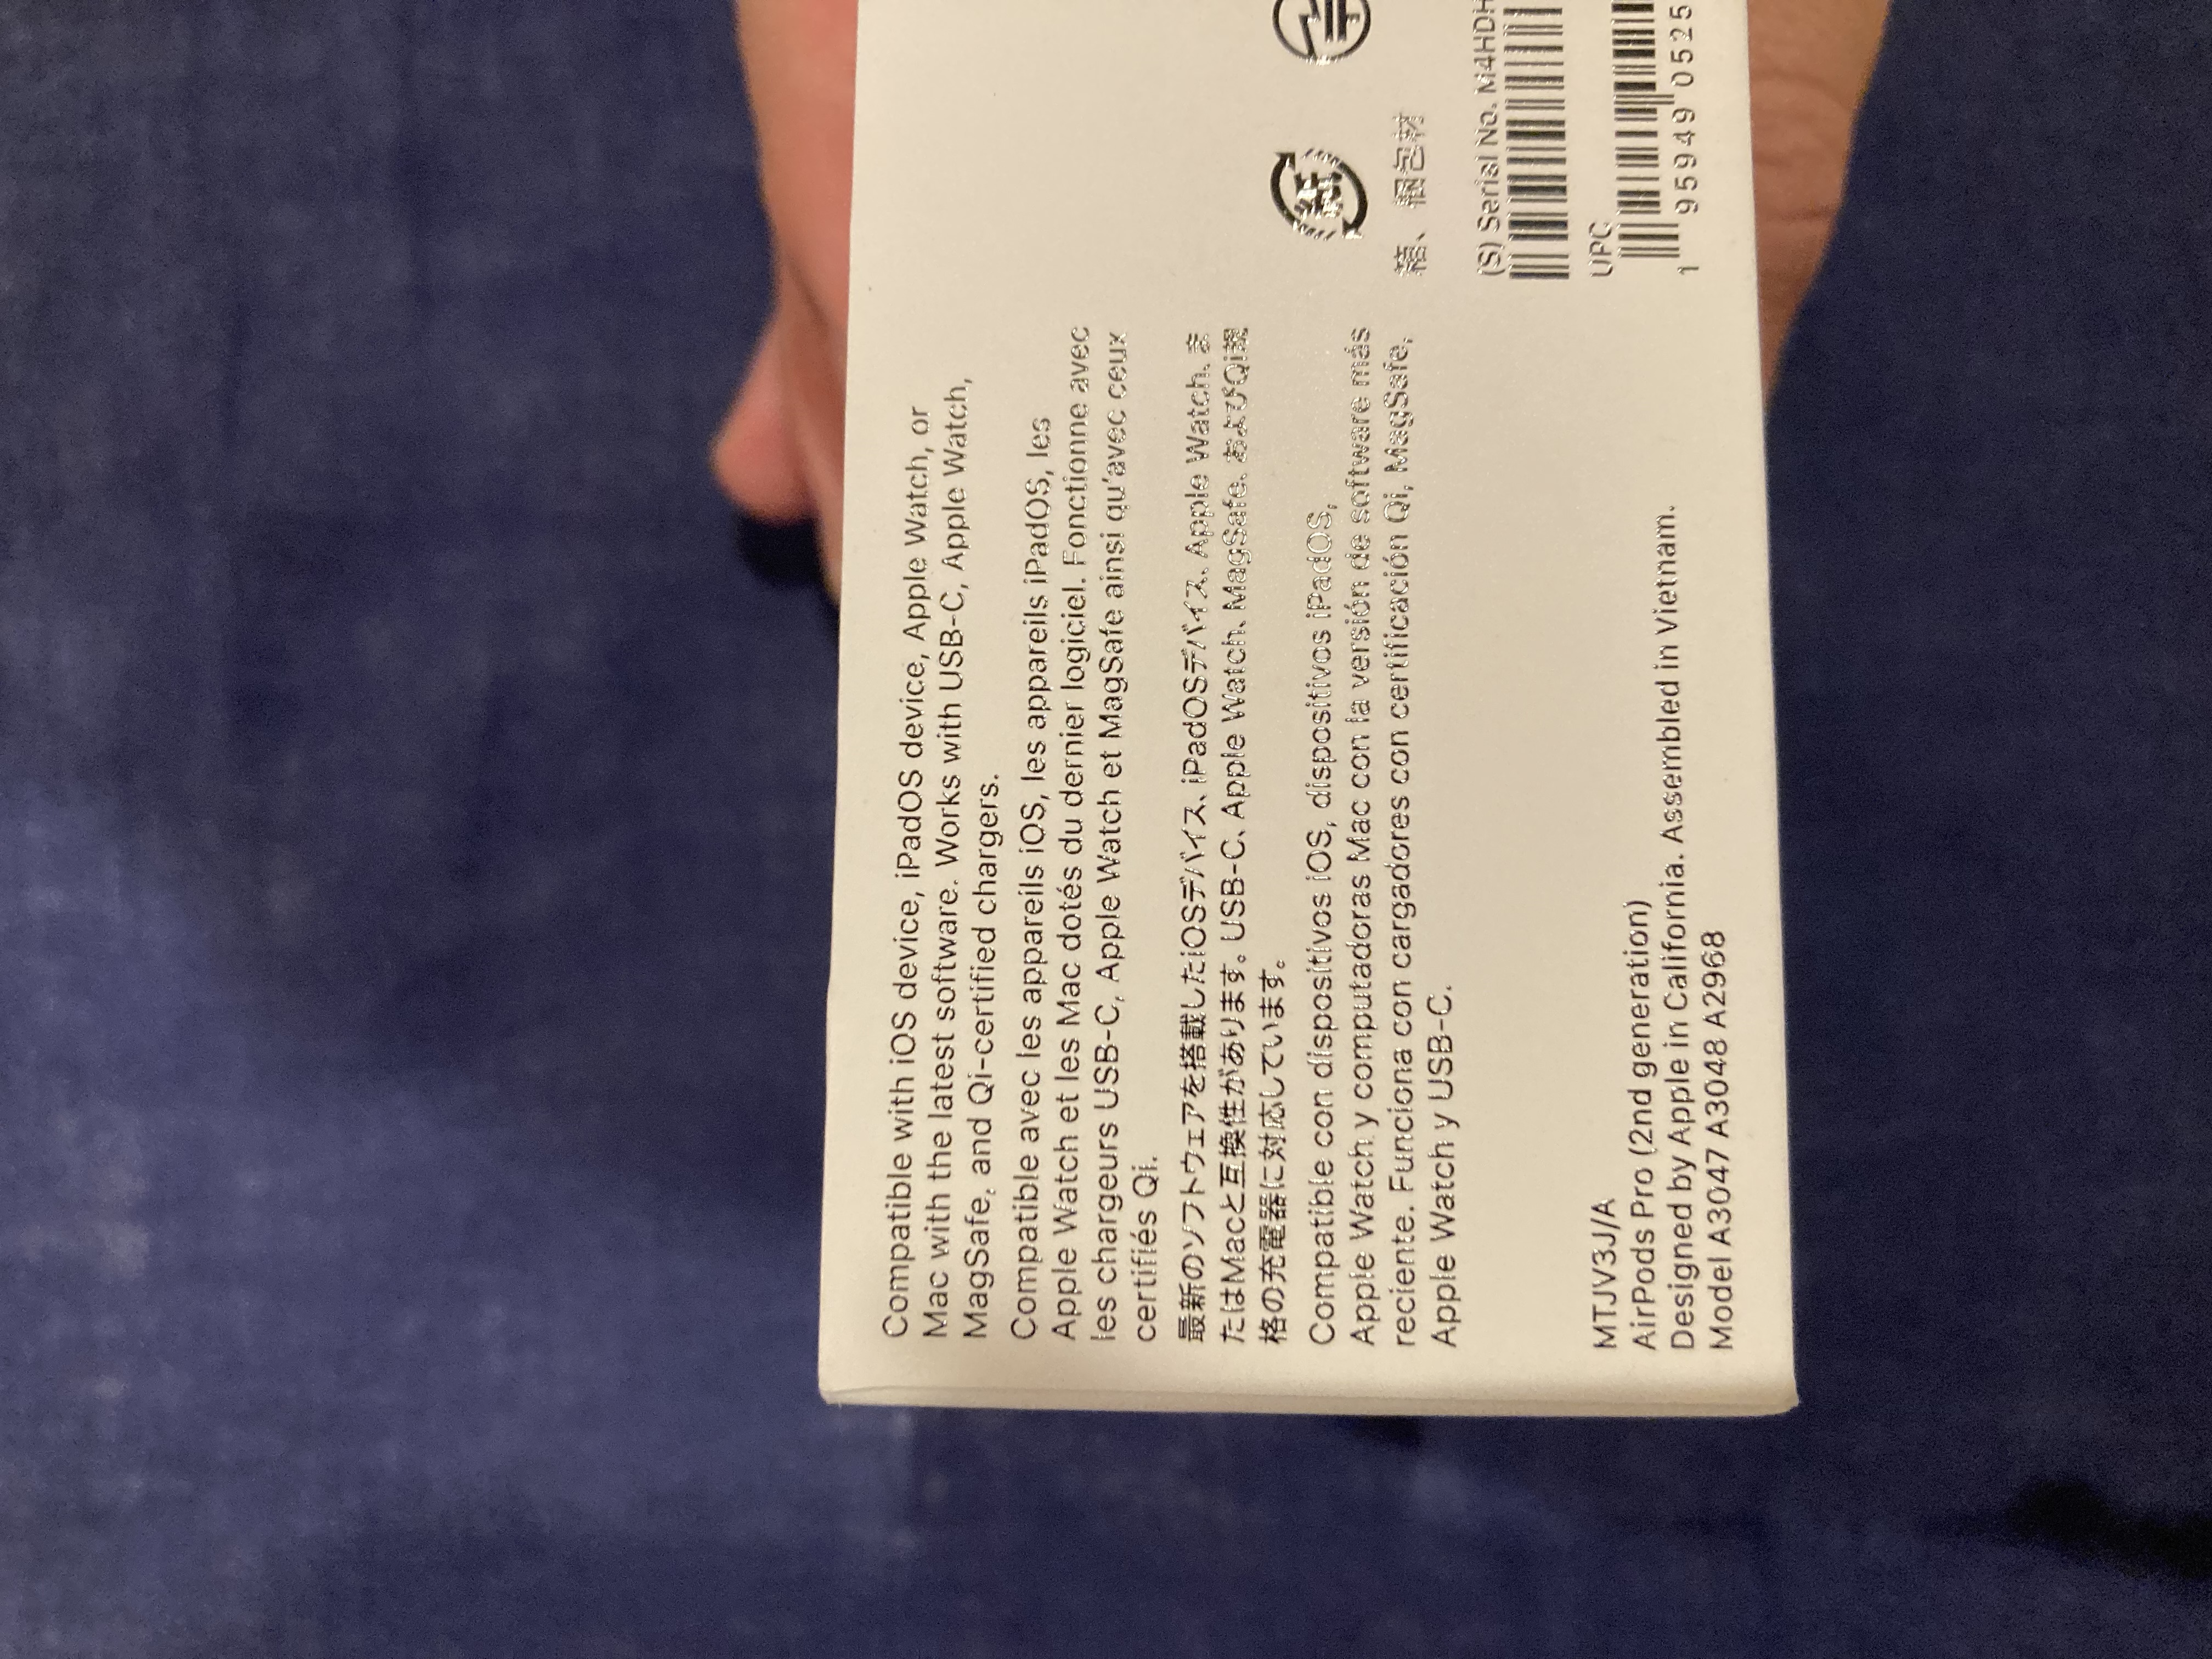 Compatible with iOS device, iPadOS device, Apple Watch, or
Mac with the latest software. Works with USB-C, Apple Watch,
MagSafe, and Qi-certified chargers.
Compatible avec les appareils iOS, les appareils iPadOS, les
Apple Watch et les Mac dotés du dernier logiciel. Fonctionne avec
les chargeurs USB-C, Apple Watch et MagSafe ainsi qu'avec ceux
certifiés Qi.
最新のソフトウェアを搭載したiOSデバイス、iPadOSデバイス、Apple Watch、ま
たはMacと互換性があります。USB-C、Apple Watch、MagSafe、およびQi規
格の充電器に対応しています。
Compatible con dispositivos iOS, dispositivos iPadOS,
Apple Watch y computadoras Mac con la versión de software más
reciente. Funciona con cargadores con certificación Qi, MagSafe,
Apple Watch y USB-C.
MTJV3J/A
AirPods Pro (2nd generation)
Designed by Apple in California. Assembled in Vietnam.
Model A3047 A3048 A2968
紙
箱、個包材
(S) Serial No. M4HDH
UPC
1 95949 0525